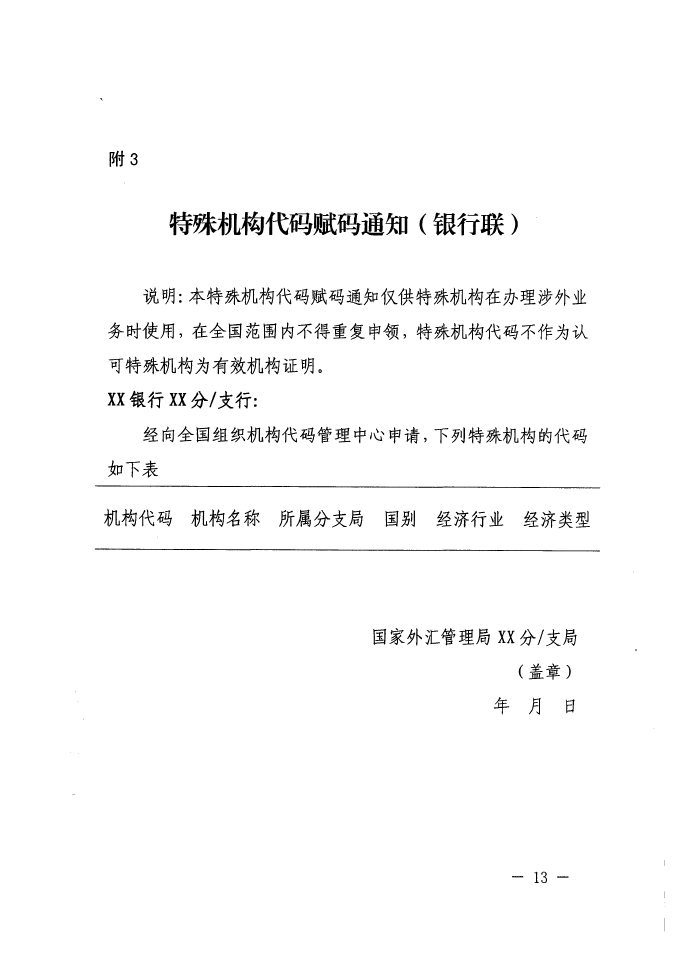 附 3
特殊机构代码赋码通知（银行联）
说明：本特殊机构代码赋码通知仅供特殊机构在办理涉外业
务时使用，在全国范围内不得重复申领，特殊机构代码不作为认
可特殊机构为有效机构证明。
XX 银行 XX 分/支行：
经向全国组织机构代码管理中心申请，下列特殊机构的代码
如下表
机构代码 机构名称 所属分支局 国别 经济行业 经济类型
国家外汇管理局 XX 分/支局
（盖章）
年 月 日
— 13 —